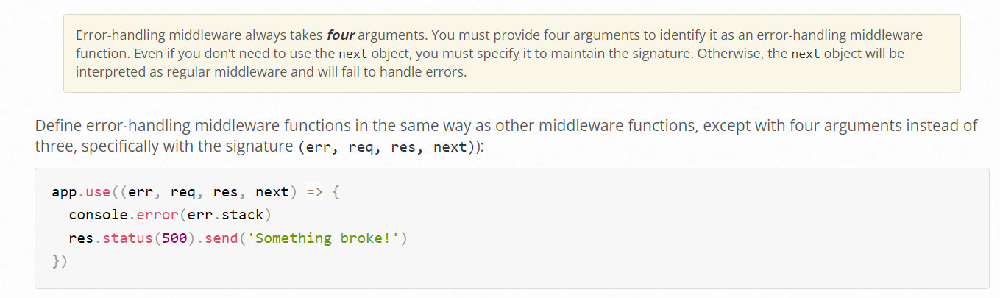 Error-handling middleware always takes four arguments. You must provide four arguments to identify it as an error-handling middleware
function. Even if you don’t need to use the next object, you must specify it to maintain the signature. Otherwise, the next object will be
interpreted as regular middleware and will fail to handle errors.
Define error-handling middleware functions in the same way as other middleware functions, except with four arguments instead of
three, specifically with the signature (err, req, res, next)):
app.use((err, req, res, next) => {
  console.error(err.stack)
  res.status(500).send('Something broke!')
})